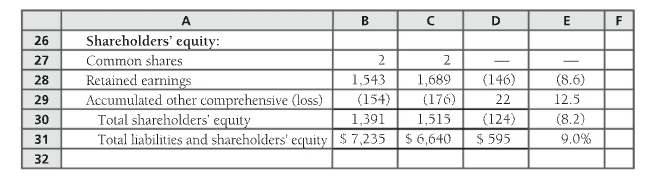 A B C D E F
26 Shareholders' equity:
27 Common shares 2 2 — —
28 Retained earnings 1,543 1,689 (146) (8.6)
29 Accumulated other comprehensive (loss) (154) (176) 22 12.5
30 Total shareholders' equity 1,391 1,515 (124) (8.2)
31 Total liabilities and shareholders' equity $ 7,235 $ 6,640 $ 595 9.0%
32